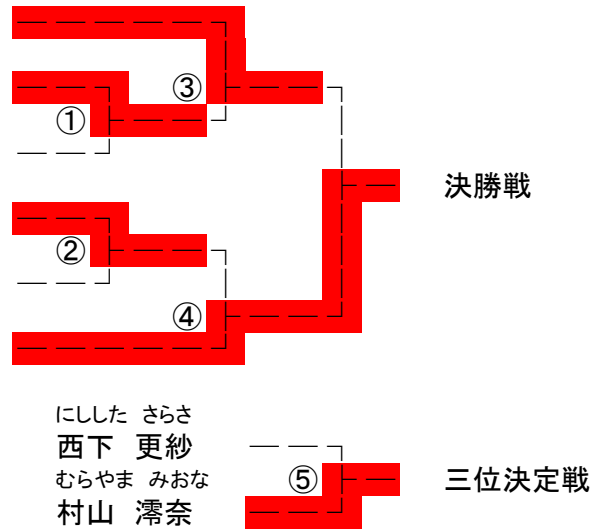 ③
①
決勝戦
②
④
にしした さらさ
西下 更紗
むらやま みおな
⑤ 三位決定戦
村山 澪奈